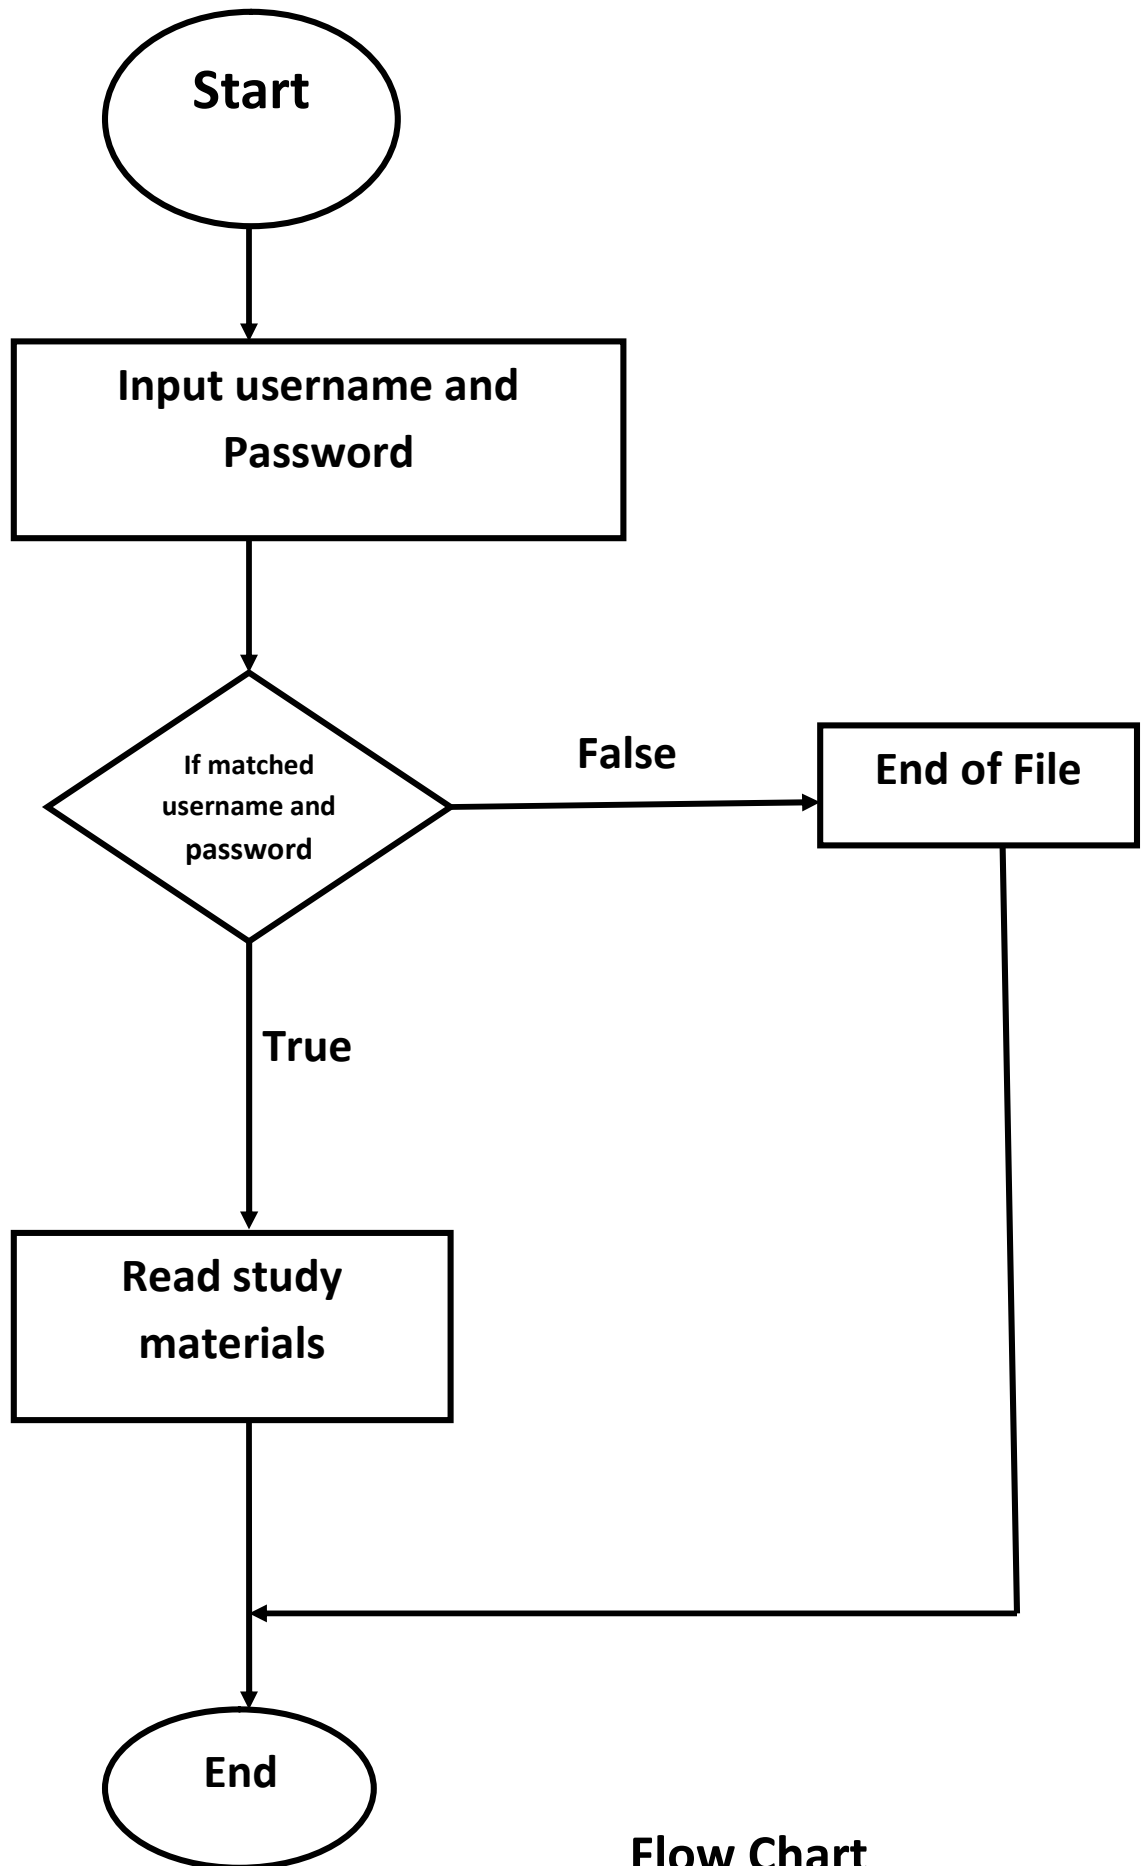 Start
Input username and
Password
If matched
username and
password
False
End of File
True
Read study
materials
End
Flow Chart